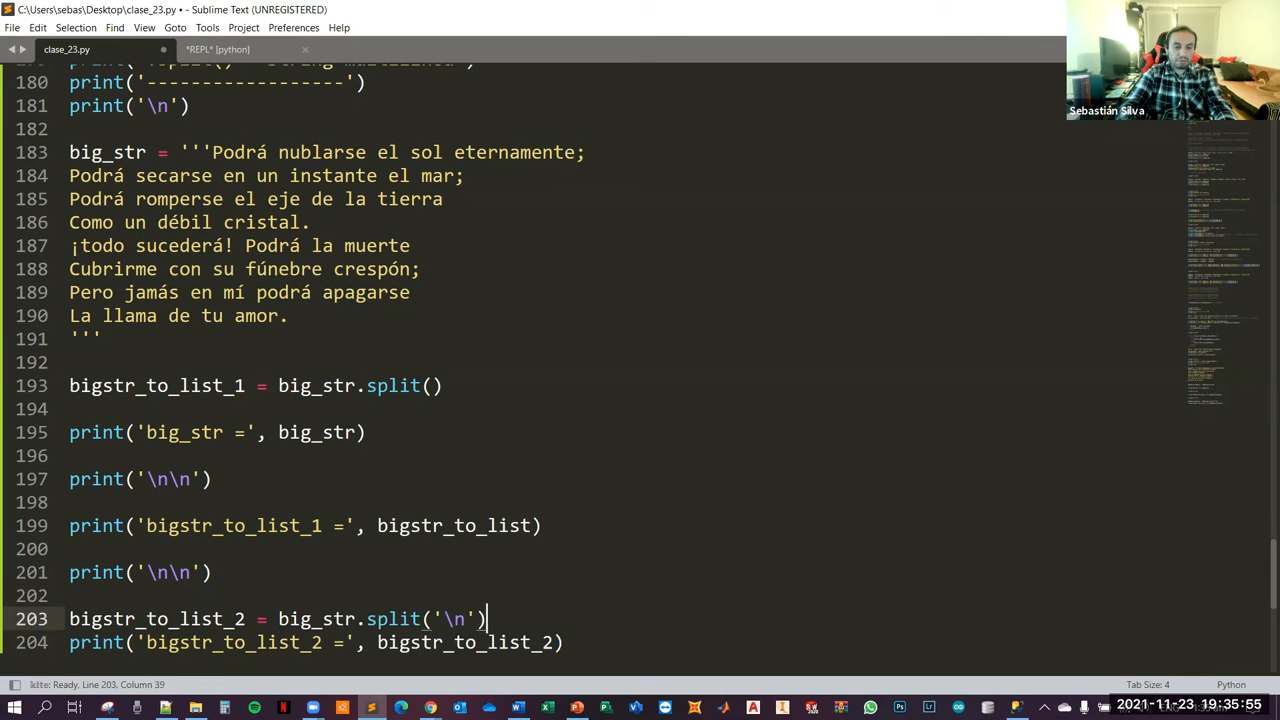 C:\Users\sebas\Desktop\clase_23.py • - Sublime Text (UNREGISTERED)
File Edit Selection Find View Goto Tools Project Preferences Help
clase_23.py
*REPL* [python]
Sebastián Silva
180 print('------------------')
181 print('\n')
182
183 big_str = '''Podrá nublarse el sol eternamente;
184 Podrá secarse en un instante el mar;
185 Podrá romperse el eje de la tierra
186 Como un débil cristal.
187 ¡todo sucederá! Podrá la muerte
188 Cubrirme con su fúnebre crespón;
189 Pero jamás en mí podrá apagarse
190 La llama de tu amor.
191 '''
192
193 bigstr_to_list_1 = big_str.split()
194
195 print('big_str =', big_str)
196
197 print('\n\n')
198
199 print('bigstr_to_list_1 =', bigstr_to_list)
200
201 print('\n\n')
202
203 bigstr_to_list_2 = big_str.split('\n')
204 print('bigstr_to_list_2 =', bigstr_to_list_2)
Ready, Line 203, Column 39
Tab Size: 4
Python
2021-11-23 19:35:55